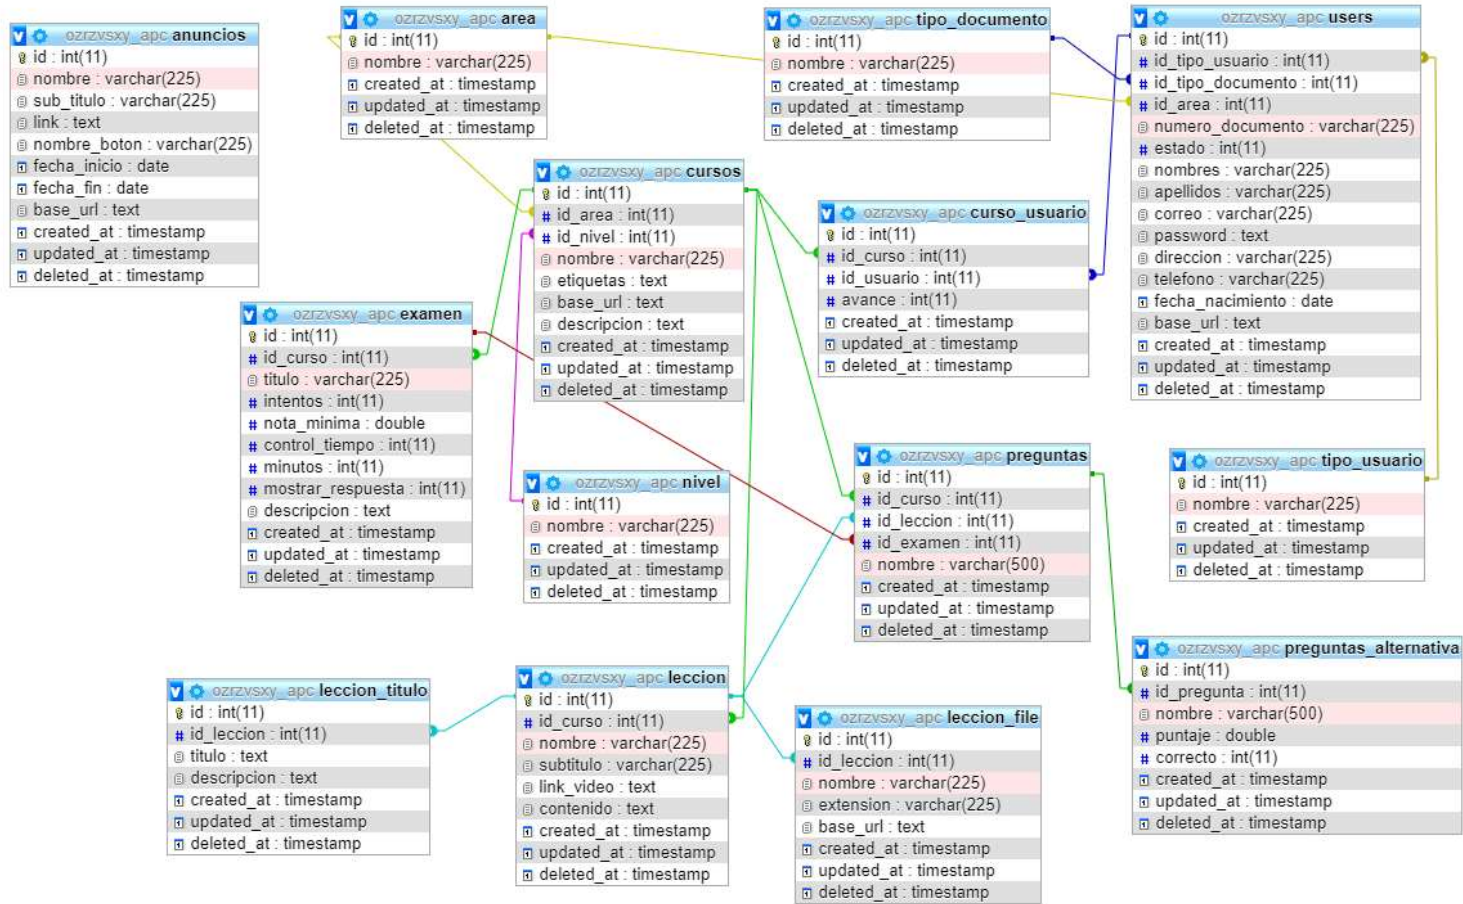 ozrzvsxy_apc anuncios
id : int(11)
nombre : varchar(225)
sub_titulo : varchar(225)
link : text
nombre_boton : varchar(225)
fecha_inicio : date
fecha_fin : date
base_url : text
created_at : timestamp
updated_at : timestamp
deleted_at : timestamp
ozrzvsxy_apc area
id : int(11)
nombre : varchar(225)
created_at : timestamp
updated_at : timestamp
deleted_at : timestamp
ozrzvsxy_apc tipo_documento
id : int(11)
nombre : varchar(225)
created_at : timestamp
updated_at : timestamp
deleted_at : timestamp
ozrzvsxy_apc users
id : int(11)
id_tipo_usuario : int(11)
id_tipo_documento : int(11)
id_area : int(11)
numero_documento : varchar(225)
estado : int(11)
nombres : varchar(225)
apellidos : varchar(225)
correo : varchar(225)
password : text
direccion : varchar(225)
telefono : varchar(225)
fecha_nacimiento : date
base_url : text
created_at : timestamp
updated_at : timestamp
deleted_at : timestamp
ozrzvsxy_apc cursos
id : int(11)
id_area : int(11)
id_nivel : int(11)
nombre : varchar(225)
etiquetas : text
base_url : text
descripcion : text
created_at : timestamp
updated_at : timestamp
deleted_at : timestamp
ozrzvsxy_apc curso_usuario
id : int(11)
id_curso : int(11)
id_usuario : int(11)
avance : int(11)
created_at : timestamp
updated_at : timestamp
deleted_at : timestamp
ozrzvsxy_apc examen
id : int(11)
id_curso : int(11)
titulo : varchar(225)
intentos : int(11)
nota_minima : double
control_tiempo : int(11)
minutos : int(11)
mostrar_respuesta : int(11)
descripcion : text
created_at : timestamp
updated_at : timestamp
deleted_at : timestamp
ozrzvsxy_apc nivel
id : int(11)
nombre : varchar(225)
created_at : timestamp
updated_at : timestamp
deleted_at : timestamp
ozrzvsxy_apc preguntas
id : int(11)
id_curso : int(11)
id_leccion : int(11)
id_examen : int(11)
nombre : varchar(500)
created_at : timestamp
updated_at : timestamp
deleted_at : timestamp
ozrzvsxy_apc tipo_usuario
id : int(11)
nombre : varchar(225)
created_at : timestamp
updated_at : timestamp
deleted_at : timestamp
ozrzvsxy_apc leccion_titulo
id : int(11)
id_leccion : int(11)
titulo : text
descripcion : text
created_at : timestamp
updated_at : timestamp
deleted_at : timestamp
ozrzvsxy_apc leccion
id : int(11)
id_curso : int(11)
nombre : varchar(225)
subtitulo : varchar(225)
link_video : text
contenido : text
created_at : timestamp
updated_at : timestamp
deleted_at : timestamp
ozrzvsxy_apc leccion_file
id : int(11)
id_leccion : int(11)
nombre : varchar(225)
extension : varchar(225)
base_url : text
created_at : timestamp
updated_at : timestamp
deleted_at : timestamp
ozrzvsxy_apc preguntas_alternativa
id : int(11)
id_pregunta : int(11)
nombre : varchar(500)
puntaje : double
correcto : int(11)
created_at : timestamp
updated_at : timestamp
deleted_at : timestamp